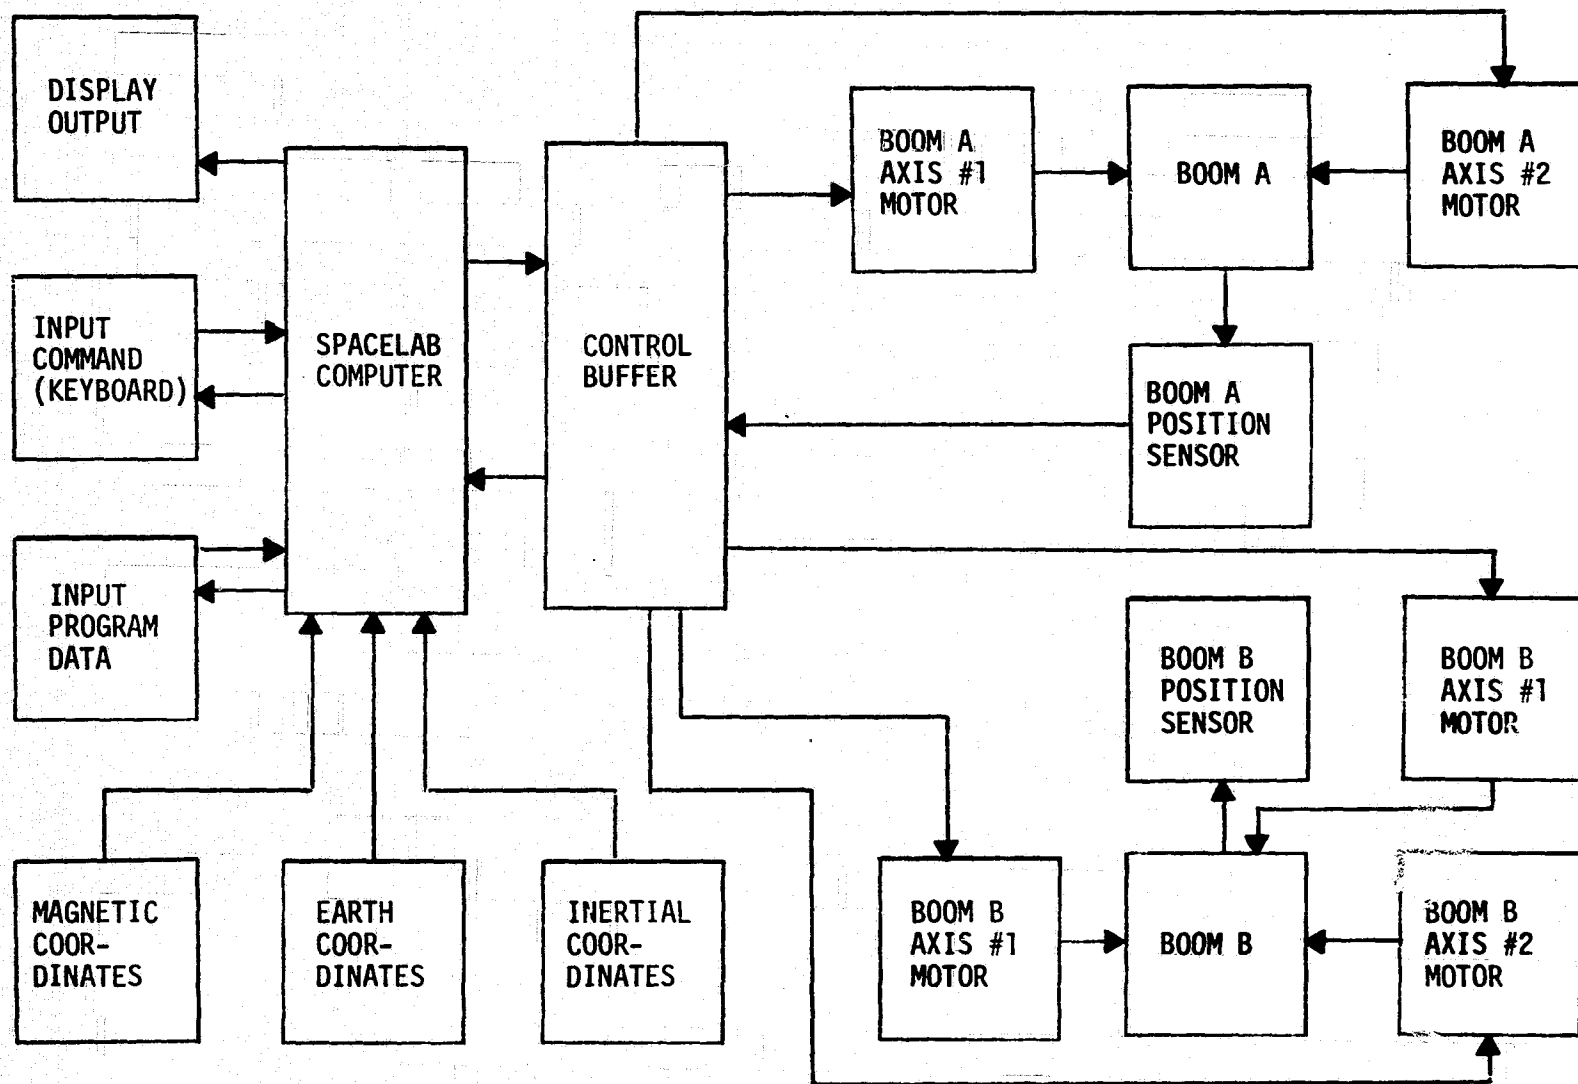 DISPLAY
OUTPUT
INPUT
COMMAND
(KEYBOARD)
INPUT
PROGRAM
DATA
SPACELAB
COMPUTER
CONTROL
BUFFER
BOOM A
AXIS #1
MOTOR
BOOM A
BOOM A
AXIS #2
MOTOR
BOOM A
POSITION
SENSOR
BOOM B
POSITION
SENSOR
BOOM B
AXIS #1
MOTOR
MAGNETIC
COOR-
DINATES
EARTH
COOR-
DINATES
INERTIAL
COOR-
DINATES
BOOM B
AXIS #1
MOTOR
BOOM B
BOOM B
AXIS #2
MOTOR